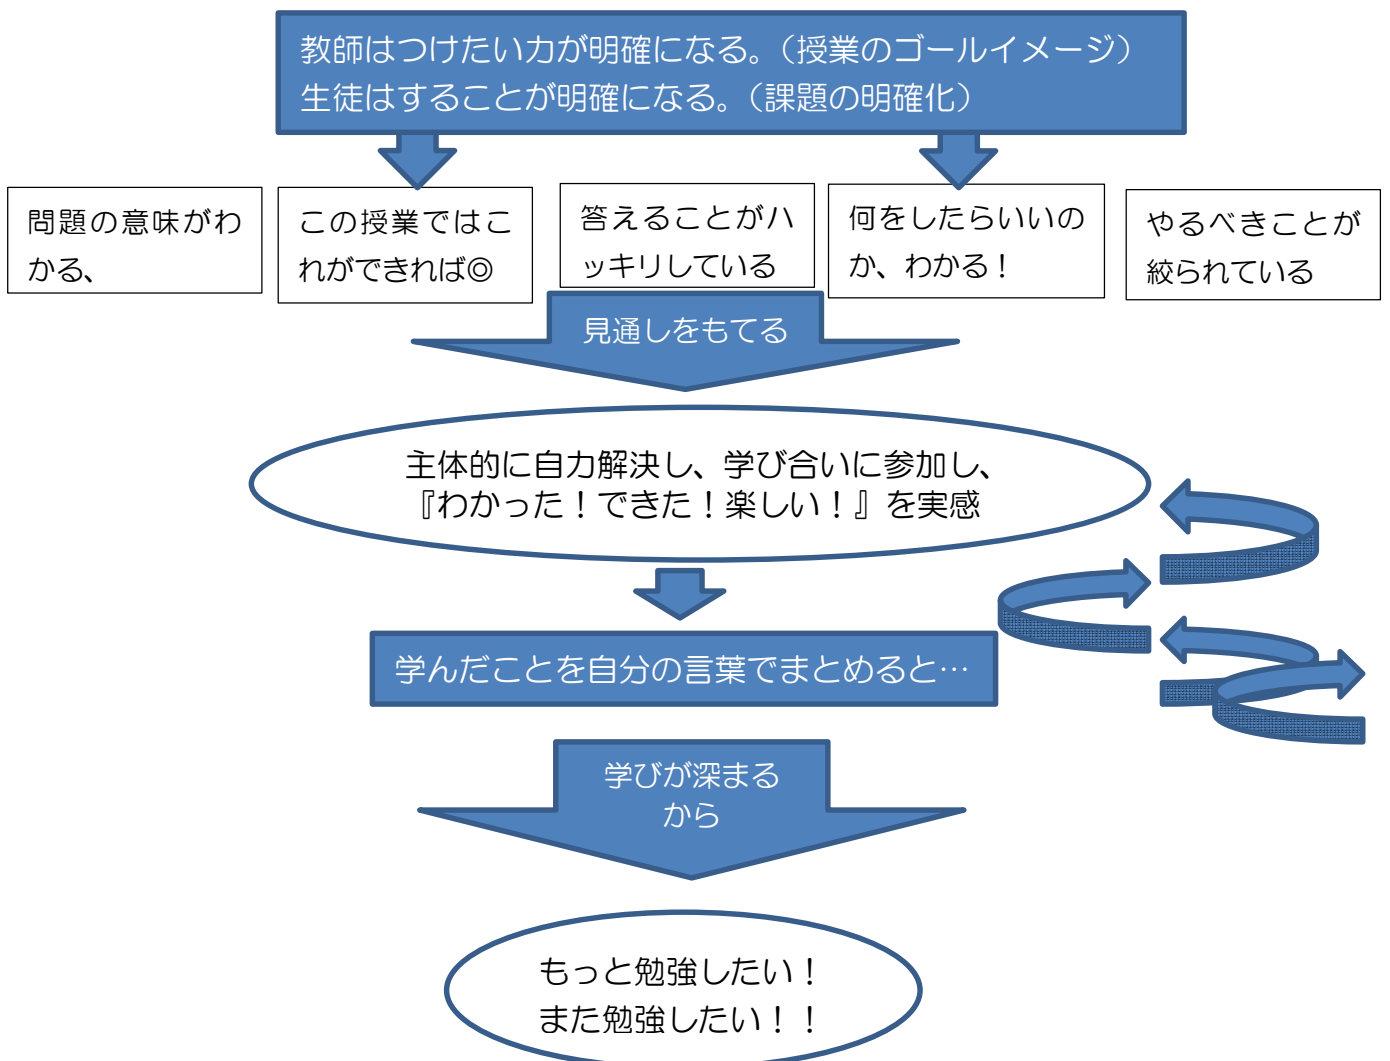 教師はつけたい力が明確になる。（授業のゴールイメージ）
生徒はすることが明確になる。（課題の明確化）
問題の意味がわ
かる、
この授業ではこ
れができれば◎
答えることがハ
ッキリしている
何をしたらいいの
か、わかる！
やるべきことが
絞られている
見通しをもてる
主体的に自力解決し、学び合いに参加し、
『わかった！できた！楽しい！』を実感
学んだことを自分の言葉でまとめると…
学びが深まる
から
もっと勉強したい！
また勉強したい！！